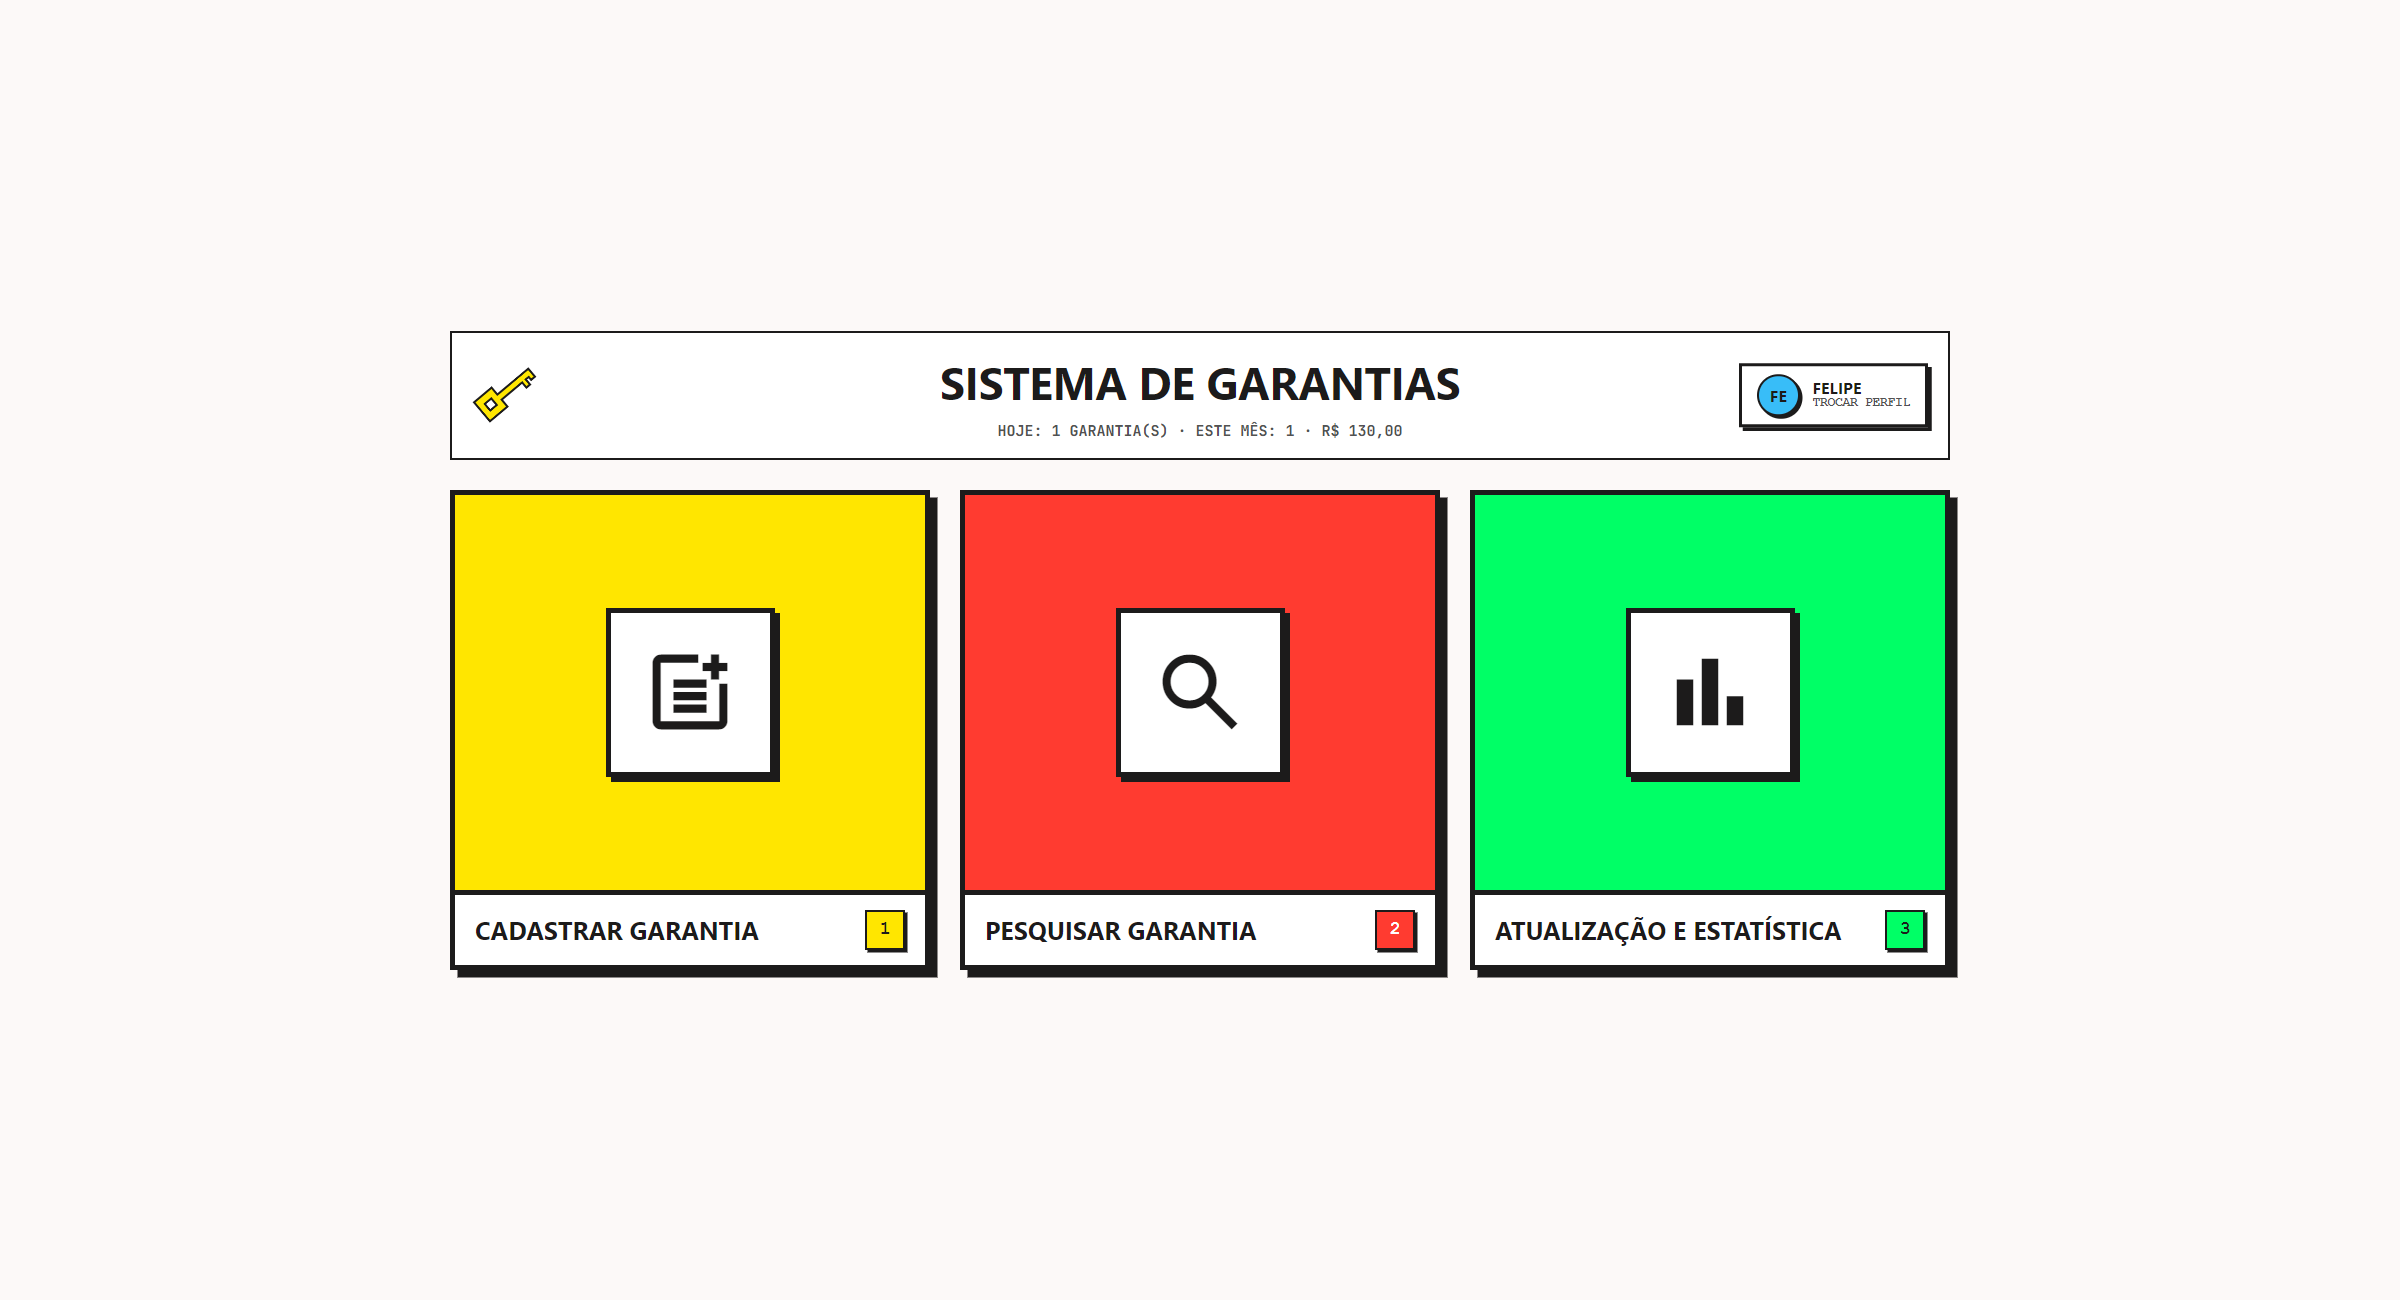 SISTEMA DE GARANTIAS
HOJE: 1 GARANTIA(S) · ESTE MÊS: 1 · R$ 130,00
FE
FELIPE
TROCAR PERFIL
CADASTRAR GARANTIA
1
PESQUISAR GARANTIA
2
ATUALIZAÇÃO E ESTATÍSTICA
3